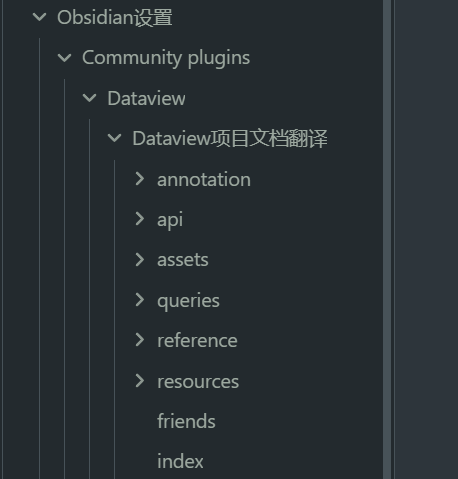 Obsidian设置
Community plugins
Dataview
Dataview项目文档翻译
annotation
api
assets
queries
reference
resources
friends
index